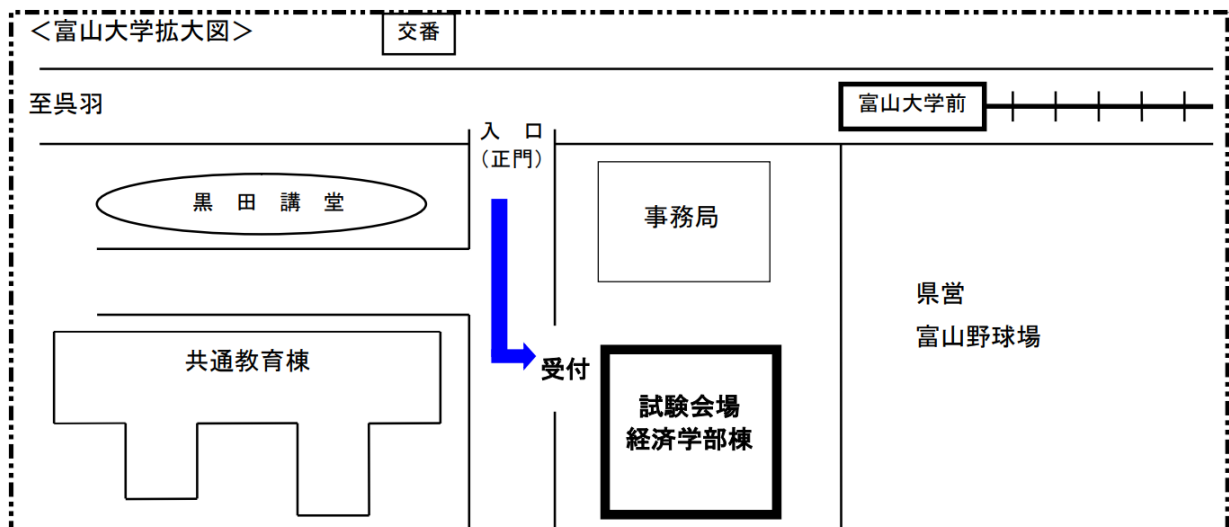 ＜富山大学拡大図＞
交番
至呉羽
富山大学前
入　口
（正門）
黒　田　講　堂
事務局
県営
富山野球場
共通教育棟
受付
試験会場
経済学部棟